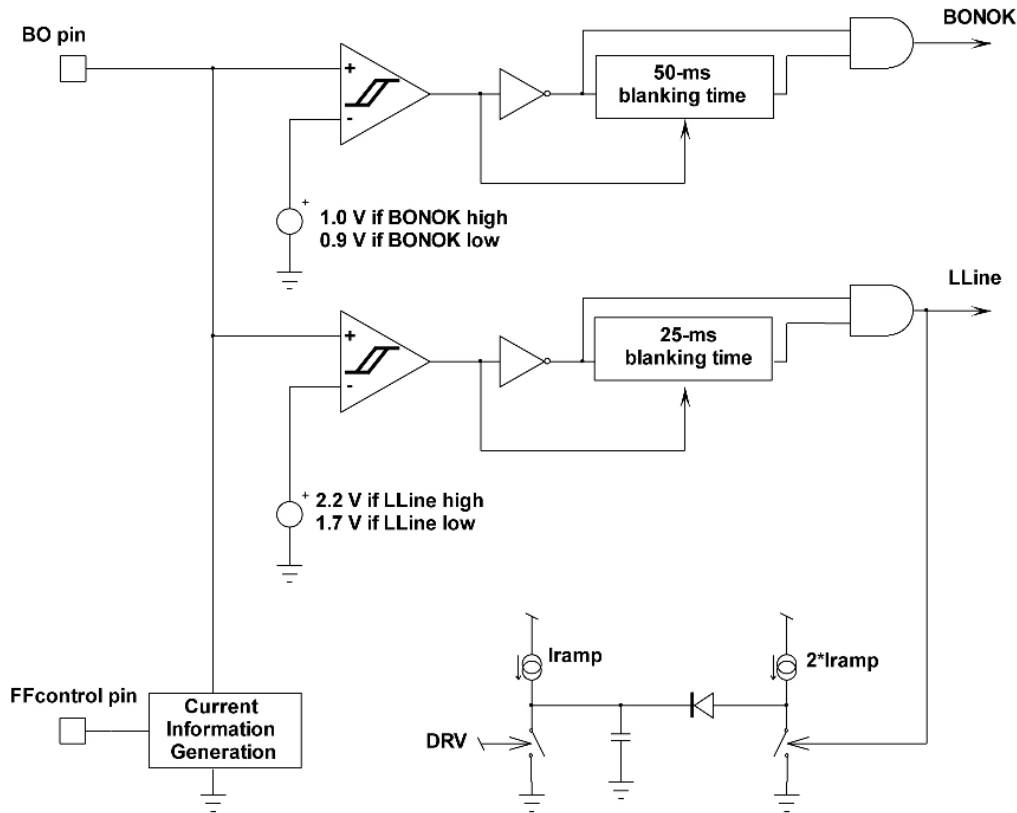 BONOK
BO pin
+
-
50-ms
blanking time
+
1.0 V if BONOK high
0.9 V if BONOK low
LLine
+
-
25-ms
blanking time
+
2.2 V if LLine high
1.7 V if LLine low
Iramp
2*Iramp
FFcontrol pin
Current
Information
Generation
DRV